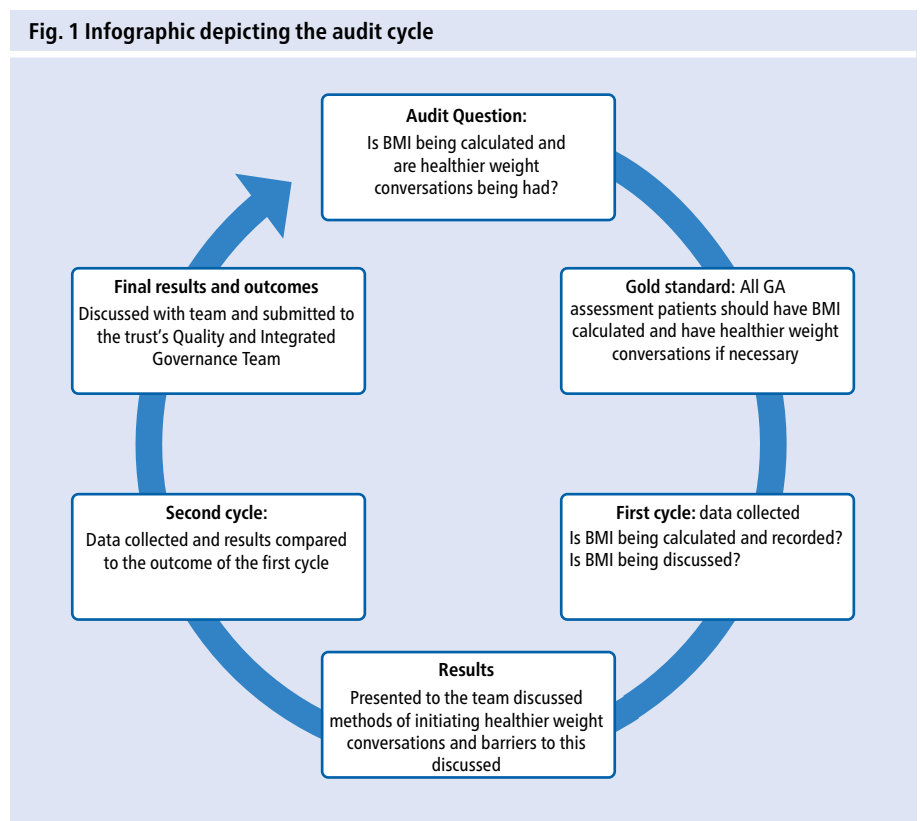 Fig. 1 Infographic depicting the audit cycle
Audit Question:
Is BMI being calculated and
are healthier weight
conversations being had?
Gold standard: All GA
assessment patients should have BMI
calculated and have healthier weight
conversations if necessary
First cycle: data collected
Is BMI being calculated and recorded?
Is BMI being discussed?
Results
Presented to the team discussed
methods of initiating healthier weight
conversations and barriers to this
discussed
Second cycle:
Data collected and results compared
to the outcome of the first cycle
Final results and outcomes
Discussed with team and submitted to
the trust's Quality and Integrated
Governance Team